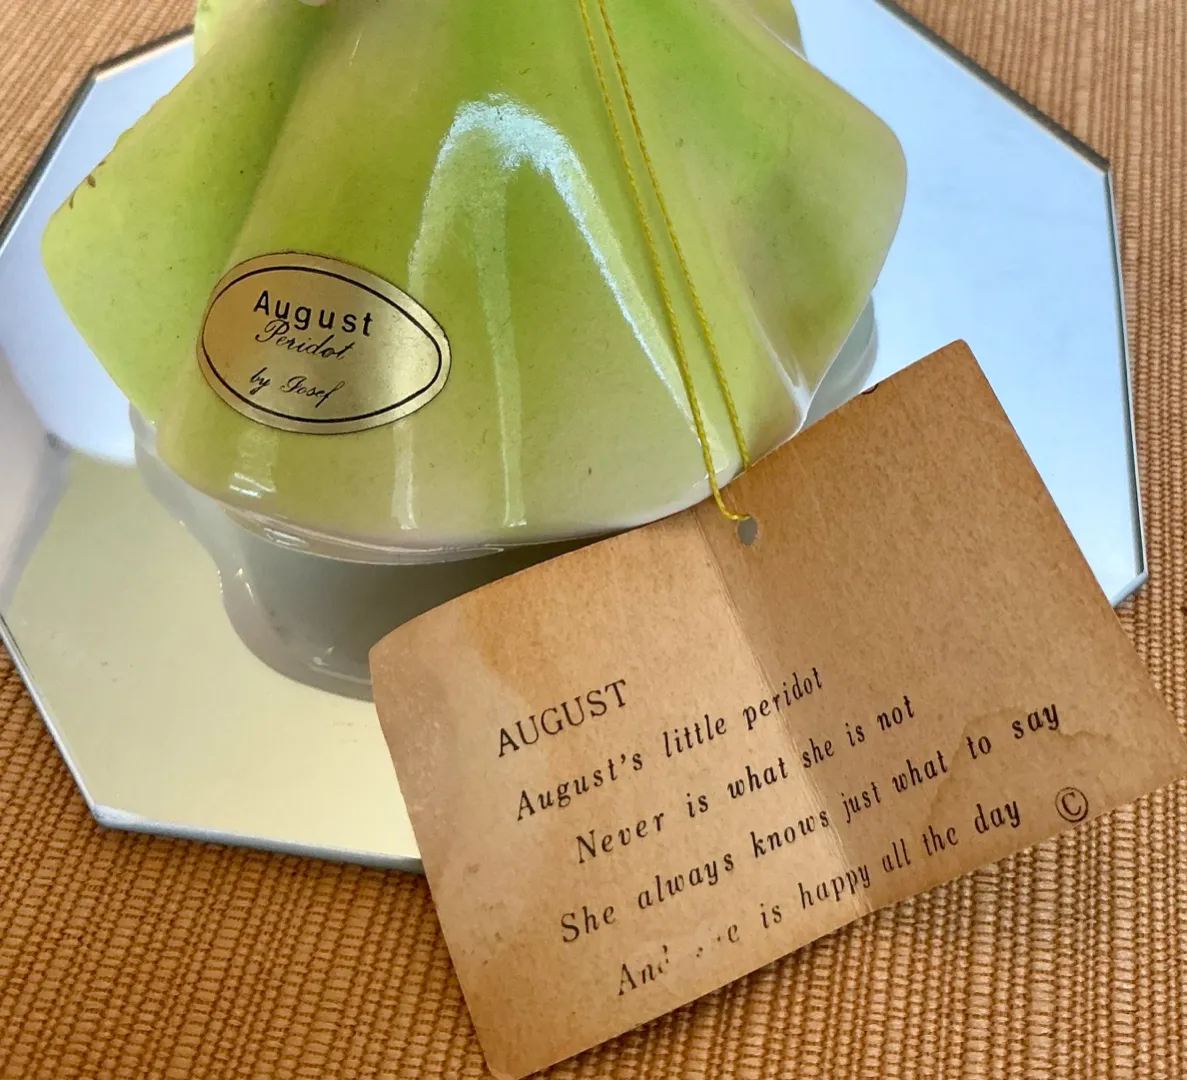 August
Peridot
by Josef
AUGUST
August's little peridot
Never is what she is not
She always knows just what to say
And is happy all the day ©